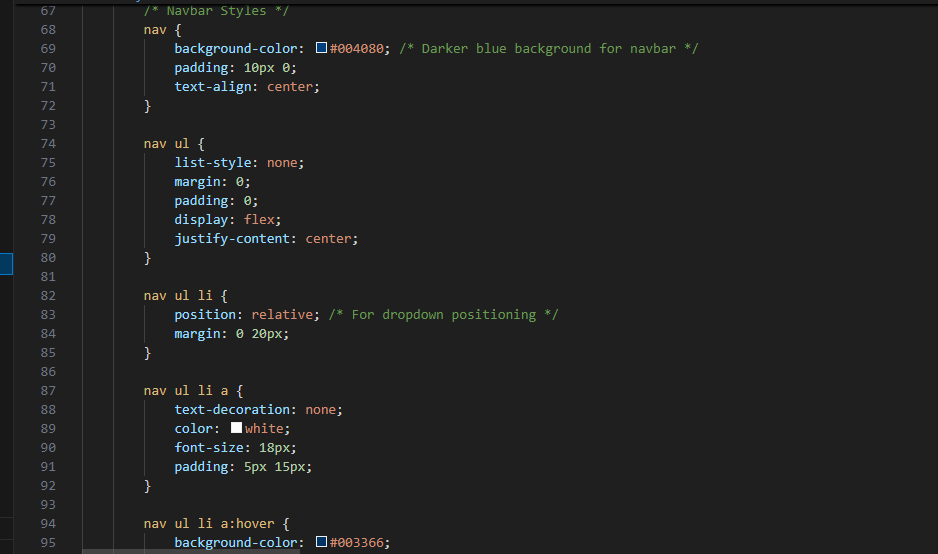 67 /* Navbar Styles */
68 nav {
69 background-color: #004080; /* Darker blue background for navbar */
70 padding: 10px 0;
71 text-align: center;
72 }
73
74 nav ul {
75 list-style: none;
76 margin: 0;
77 padding: 0;
78 display: flex;
79 justify-content: center;
80 }
81
82 nav ul li {
83 position: relative; /* For dropdown positioning */
84 margin: 0 20px;
85 }
86
87 nav ul li a {
88 text-decoration: none;
89 color: white;
90 font-size: 18px;
91 padding: 5px 15px;
92 }
93
94 nav ul li a:hover {
95 background-color: #003366;